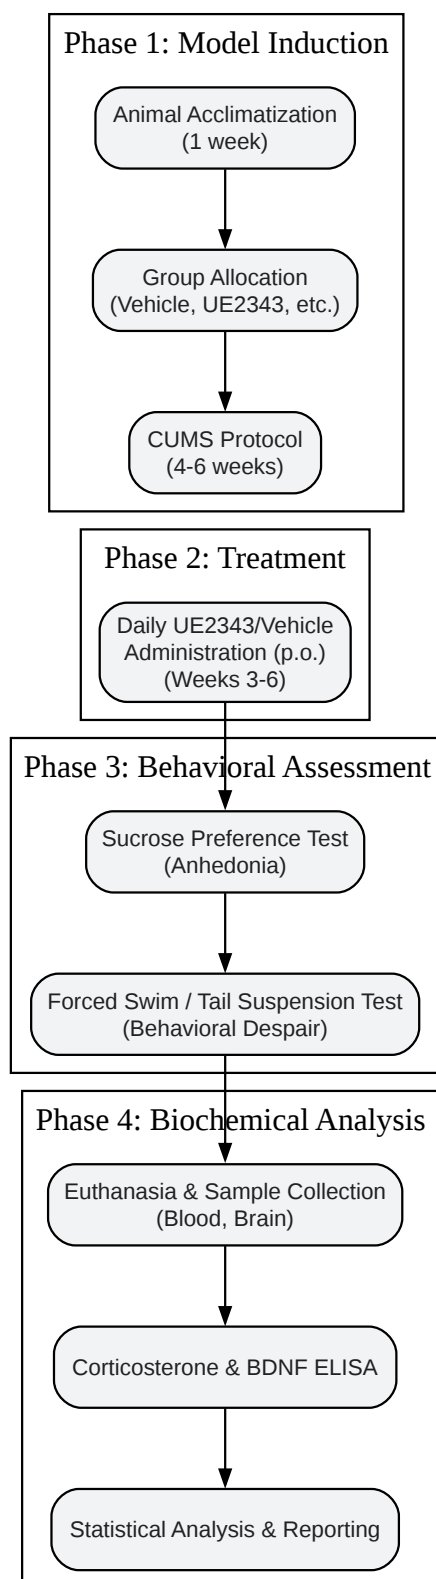 Phase 1: Model Induction
Animal Acclimatization
(1 week)
Group Allocation
(Vehicle, UE2343, etc.)
CUMS Protocol
(4-6 weeks)
Phase 2: Treatment
Daily UE2343/Vehicle
Administration (p.o.)
(Weeks 3-6)
Phase 3: Behavioral Assessment
Sucrose Preference Test
(Anhedonia)
Forced Swim / Tail Suspension Test
(Behavioral Despair)
Phase 4: Biochemical Analysis
Euthanasia & Sample Collection
(Blood, Brain)
Corticosterone & BDNF ELISA
Statistical Analysis & Reporting